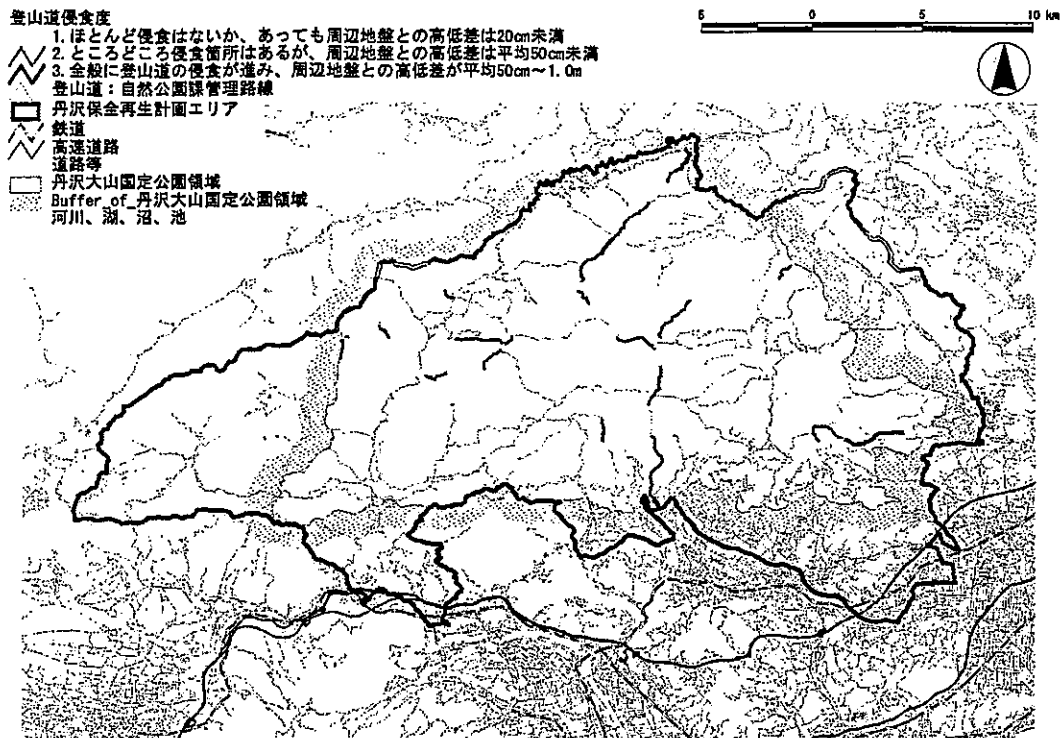 登山道侵食度
1. ほとんど侵食はないか、あっても周辺地盤との高低差は20cm未満
2. ところどころ侵食箇所はあるが、周辺地盤との高低差は平均50cm未満
3. 全般に登山道の侵食が進み、周辺地盤との高低差が平均50cm～1.0m
登山道：自然公園課管理路線
丹沢保全再生計画エリア
鉄道
高速道路
道路等
丹沢大山国定公園領域
Buffer_of_丹沢大山国定公園領域
河川、湖、沼、池
5 0 5 10 km